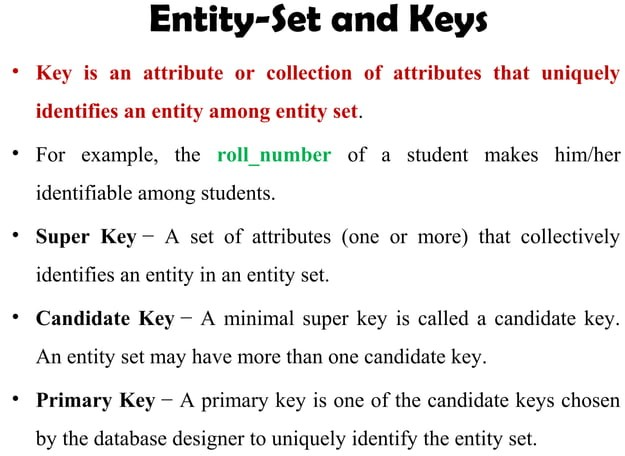 Entity-Set and Keys
• Key is an attribute or collection of attributes that uniquely
identifies an entity among entity set.
• For example, the roll_number of a student makes him/her
identifiable among students.
• Super Key − A set of attributes (one or more) that collectively
identifies an entity in an entity set.
• Candidate Key − A minimal super key is called a candidate key.
An entity set may have more than one candidate key.
• Primary Key − A primary key is one of the candidate keys chosen
by the database designer to uniquely identify the entity set.